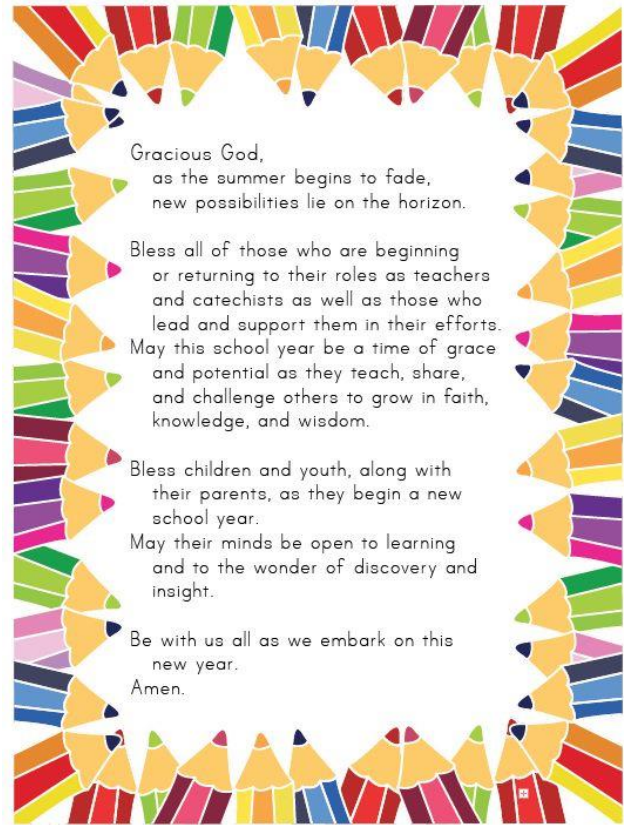 Gracious God,
as the summer begins to fade,
new possibilities lie on the horizon.
Bless all of those who are beginning
or returning to their roles as teachers
and catechists as well as those who
lead and support them in their efforts.
May this school year be a time of grace
and potential as they teach, share,
and challenge others to grow in faith,
knowledge, and wisdom.
Bless children and youth, along with
their parents, as they begin a new
school year.
May their minds be open to learning
and to the wonder of discovery and
insight.
Be with us all as we embark on this
new year.
Amen.